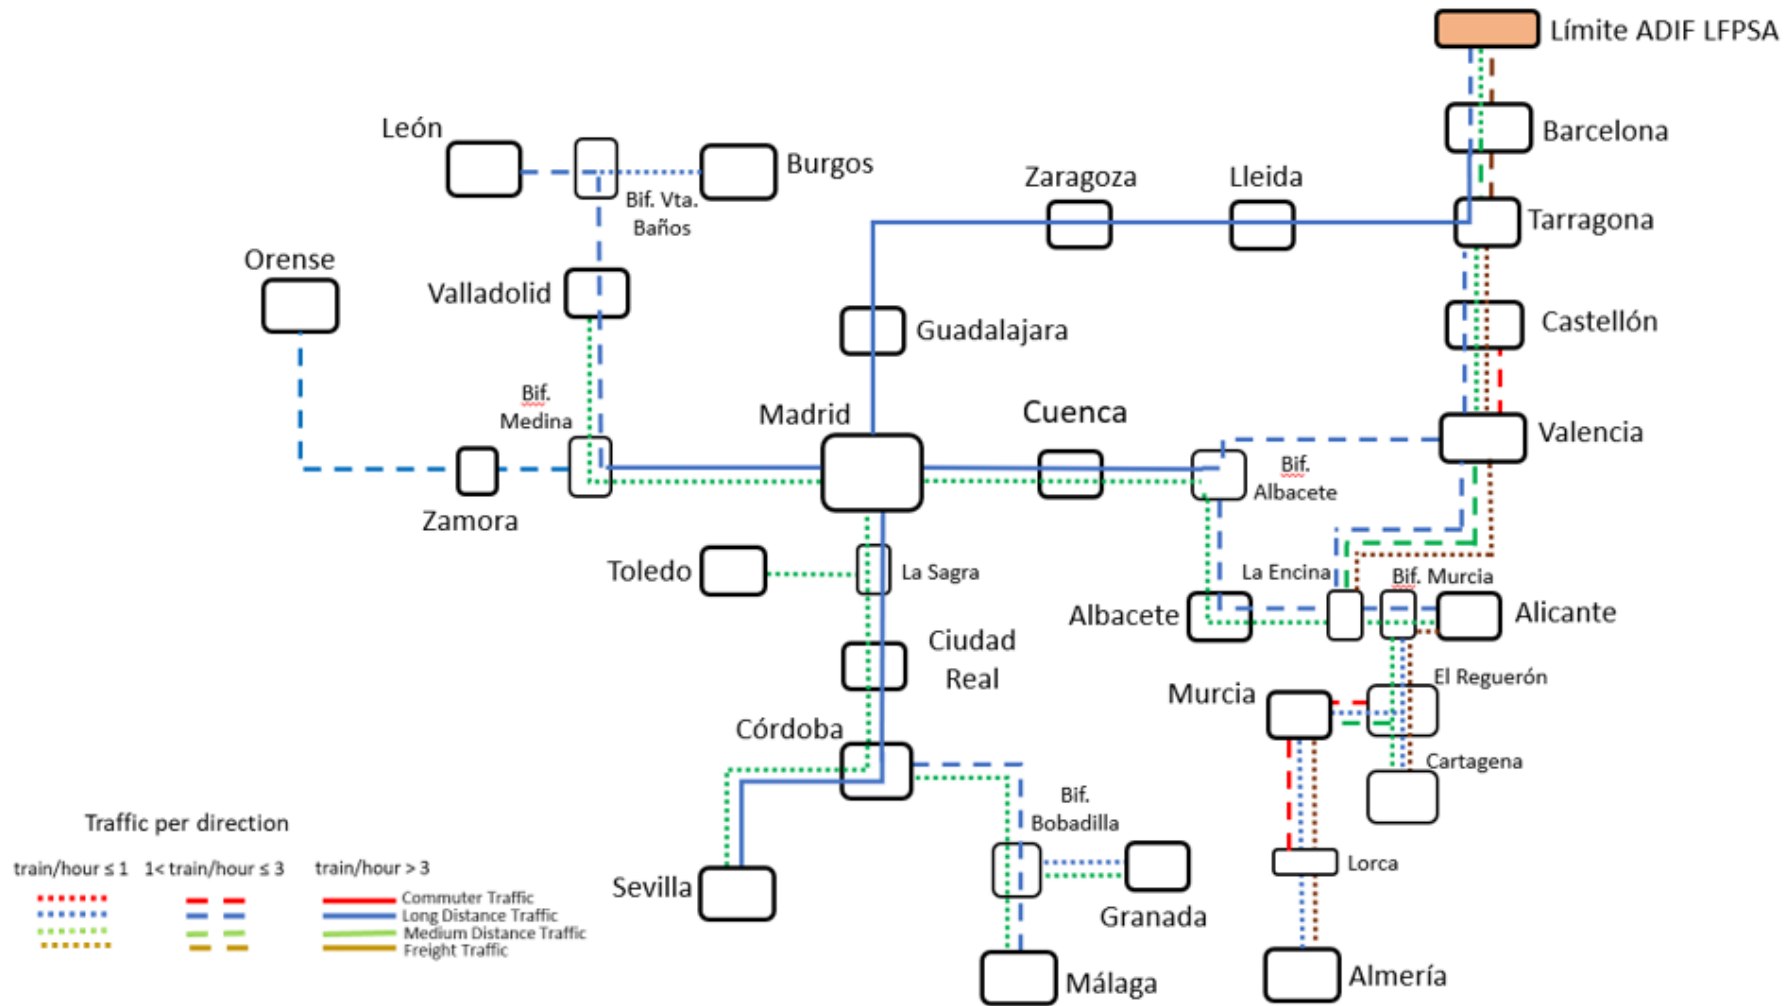 Límite ADIF LFPSA
Barcelona
León
Burgos
Zaragoza
Lleida
Bif. Vta.
Baños
Tarragona
Orense
Valladolid
Castellón
Guadalajara
Bif.
Medina
Madrid
Cuenca
Valencia
Bif.
Albacete
Zamora
Toledo
La Sagra
La Encina
Bif. Murcia
Albacete
Alicante
Ciudad
Real
El Reguerón
Murcia
Córdoba
Cartagena
Bif.
Bobadilla
Traffic per direction
train/hour ≤ 1
1< train/hour ≤ 3
train/hour > 3
Commuter Traffic
Long Distance Traffic
Medium Distance Traffic
Freight Traffic
Lorca
Sevilla
Granada
Málaga
Almería